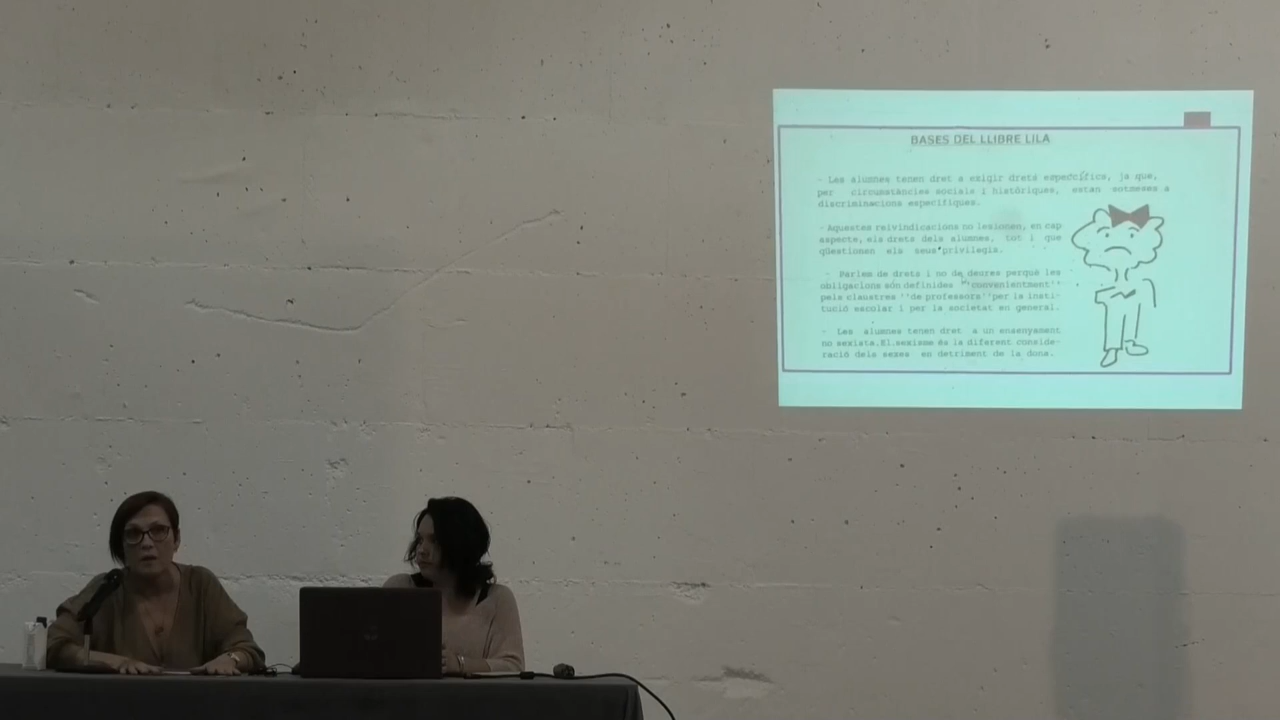 BASES DEL LLIBRE LILA
- Les alumnes tenen dret a exigir drets específics, ja que,
per circumstàncies socials i històriques, estan sotmeses a
discriminacions específiques.
- Aquestes reivindicacions no lesionen, en cap
aspecte, els drets dels alumnes, tot i que
qüestionen els seus privilegis.
- Parlem de drets i no de deures perquè les
obligacions són definides ''convenientment''
pels claustres ''de professors'' per la insti-
tució escolar i per la societat en general.
- Les alumnes tenen dret a un ensenyament
no sexista. El sexisme és la diferent conside-
ració dels sexes en detriment de la dona.